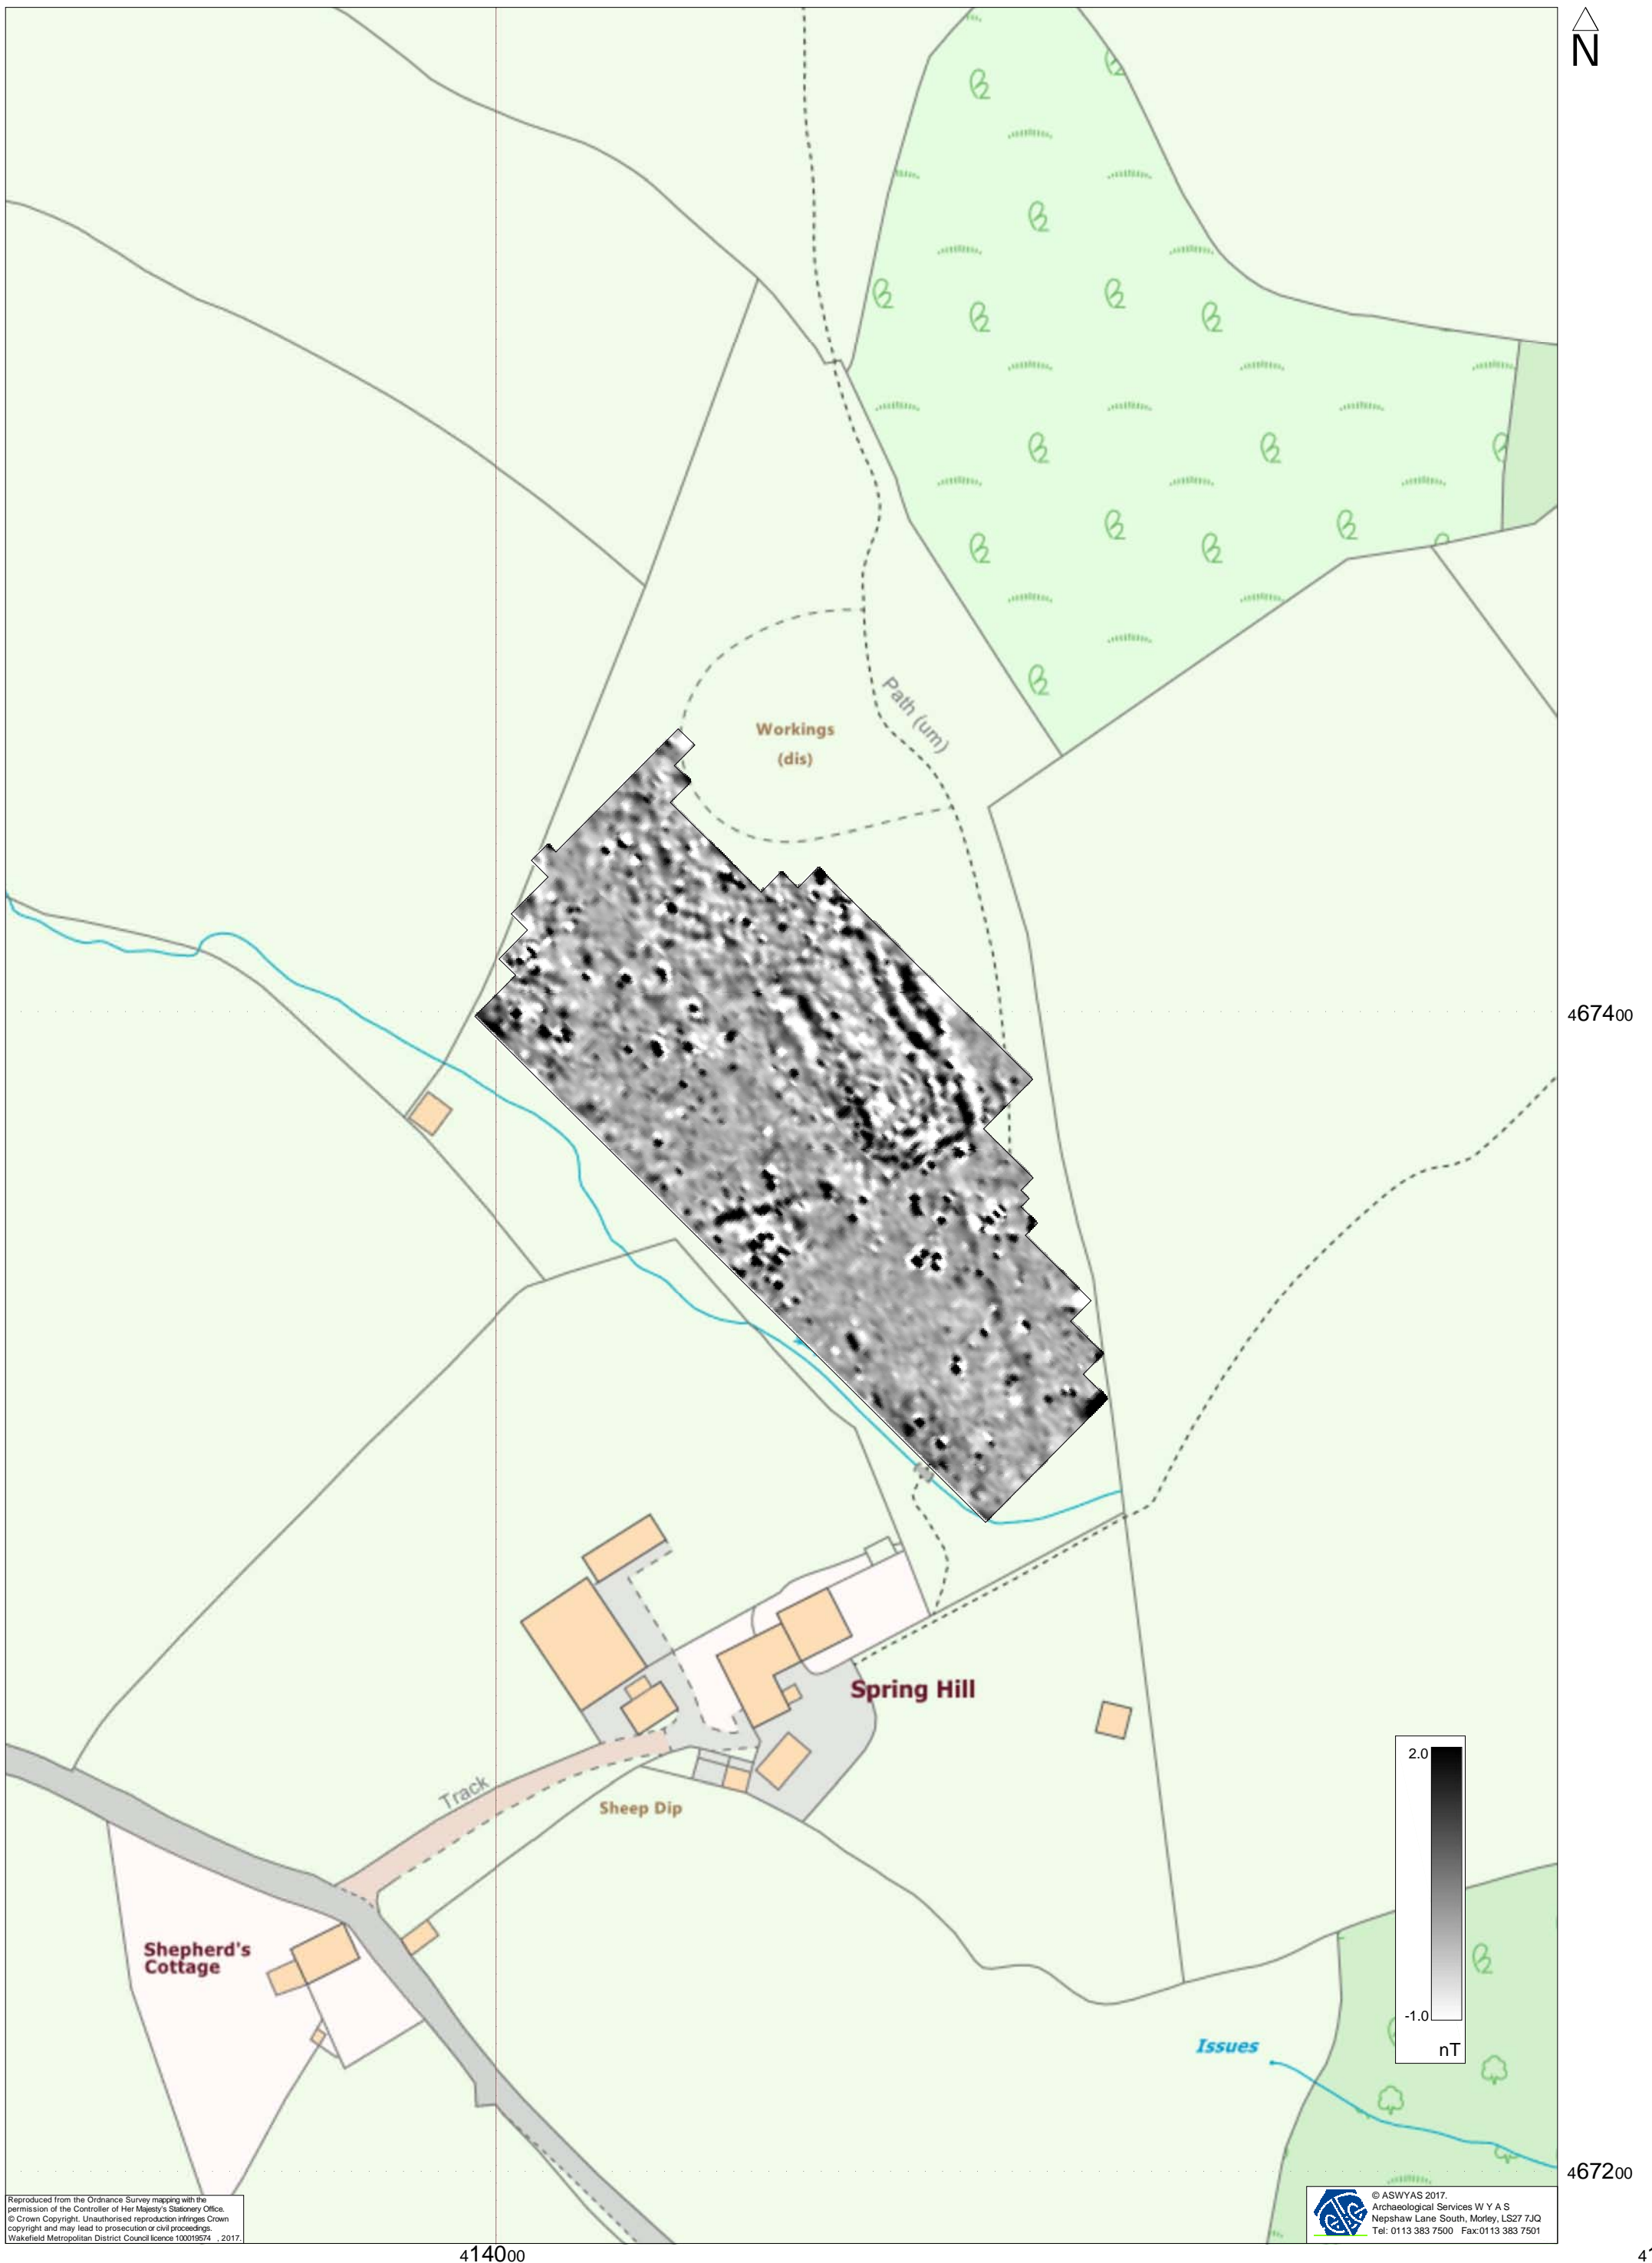 N
Path (um)
Workings
(dis)
467400
Spring Hill
Track
Sheep Dip
2.0
-1.0
nT
Shepherd's
Cottage
Issues
467200
Reproduced from the Ordnance Survey mapping with the
permission of the Controller of Her Majesty's Stationery Office.
© Crown Copyright. Unauthorised reproduction infringes Crown
copyright and may lead to prosecution or civil proceedings.
Wakefield Metropolitan District Council licence 100019574 , 2017.
© ASWYAS 2017.
Archaeological Services W Y A S
Nepshaw Lane South, Morley, LS27 7JQ
Tel: 0113 383 7500 Fax:0113 383 7501
414000